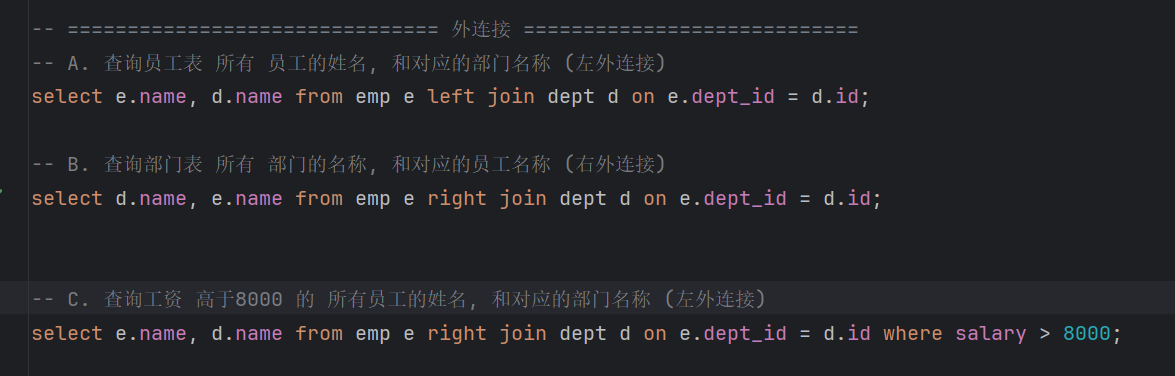 -- =============================== 外连接 ============================
-- A. 查询员工表 所有 员工的姓名, 和对应的部门名称 (左外连接)
select e.name, d.name from emp e left join dept d on e.dept_id = d.id;
-- B. 查询部门表 所有 部门的名称, 和对应的员工名称 (右外连接)
select d.name, e.name from emp e right join dept d on e.dept_id = d.id;
-- C. 查询工资 高于8000 的 所有员工的姓名, 和对应的部门名称 (左外连接)
select e.name, d.name from emp e right join dept d on e.dept_id = d.id where salary > 8000;